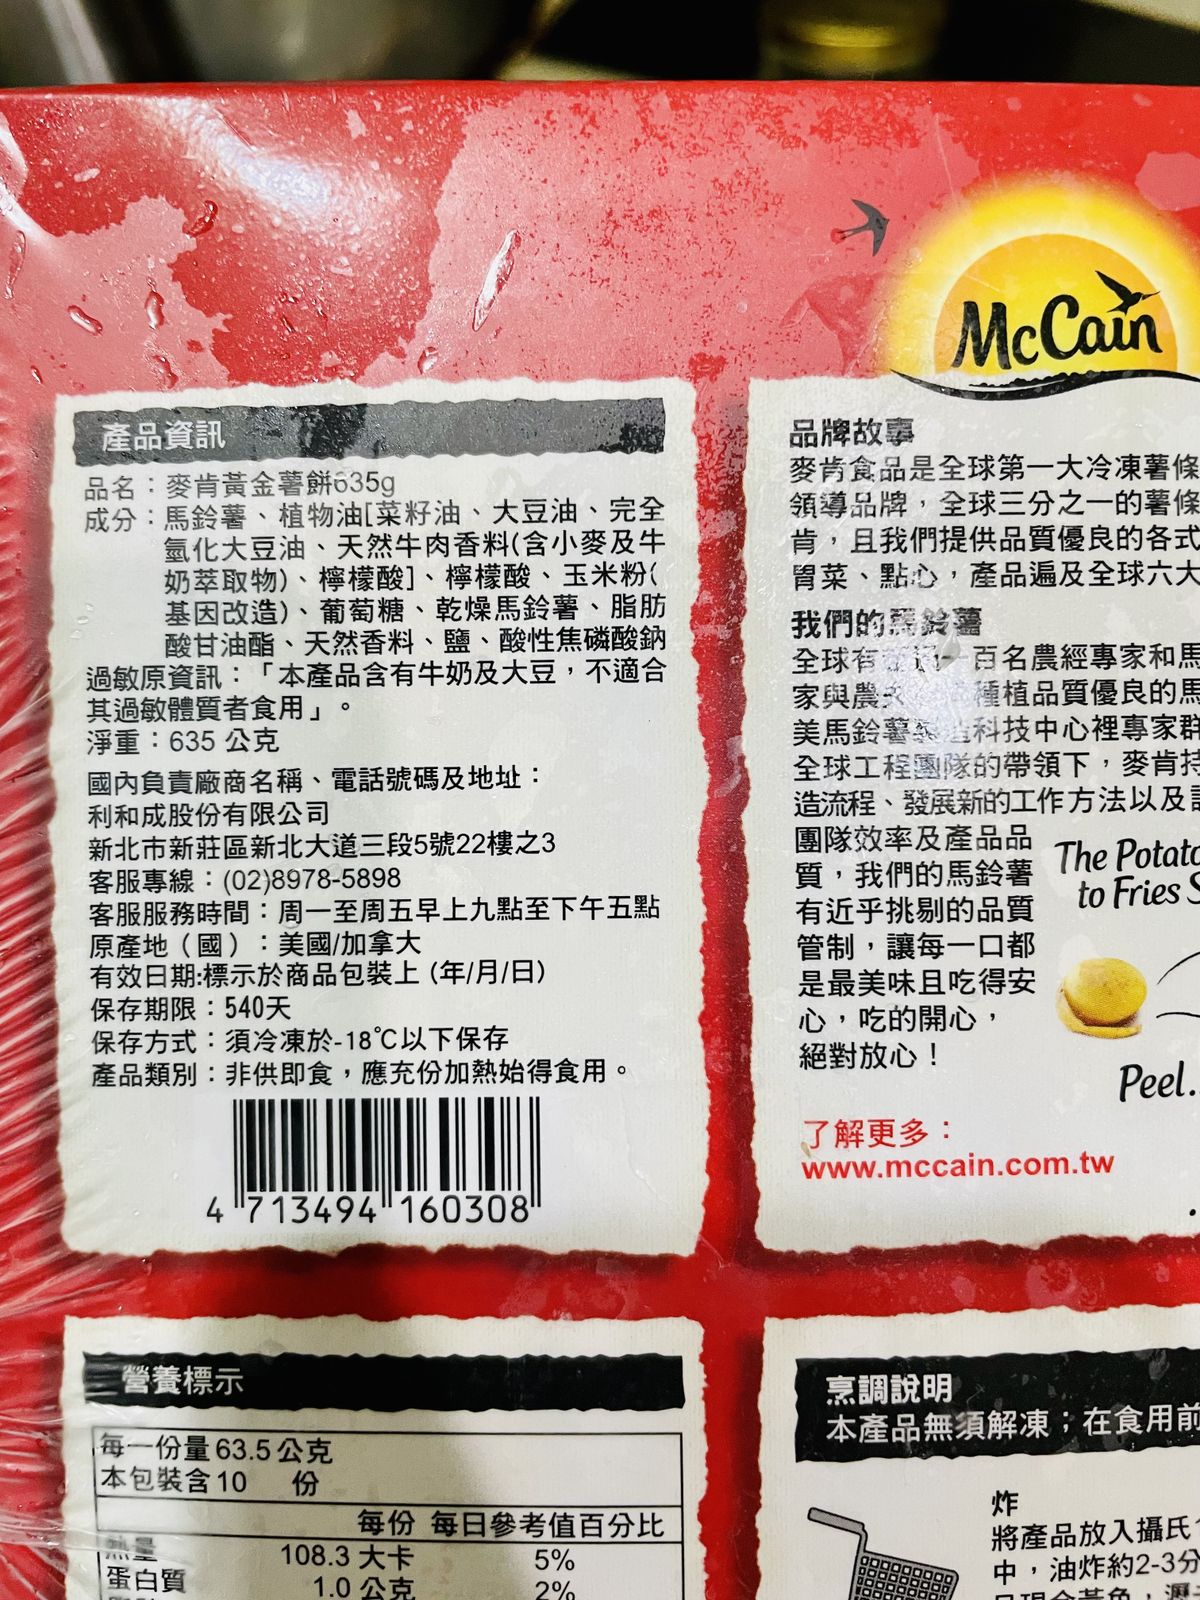 McCain
產品資訊
品名：麥肯黃金薯餅635g
成分：馬鈴薯、植物油[菜籽油、大豆油、完全
氫化大豆油、天然牛肉香料(含小麥及牛
奶萃取物)、檸檬酸]、檸檬酸、玉米粉(
基因改造)、葡萄糖、乾燥馬鈴薯、脂肪
酸甘油酯、天然香料、鹽、酸性焦磷酸鈉
過敏原資訊：「本產品含有牛奶及大豆，不適合
其過敏體質者食用」。
淨重：635 公克
國內負責廠商名稱、電話號碼及地址：
利和成股份有限公司
新北市新莊區新北大道三段5號22樓之3
客服專線：(02)8978-5898
客服服務時間：周一至周五早上九點至下午五點
原產地（國）：美國/加拿大
有效日期:標示於商品包裝上 (年/月/日)
保存期限：540天
保存方式：須冷凍於-18℃以下保存
產品類別：非供即食，應充份加熱始得食用。
4 713494 160308
品牌故事
麥肯食品是全球第一大冷凍薯條
領導品牌，全球三分之一的薯條
肯，且我們提供品質優良的各式
胃菜、點心，產品遍及全球六大
我們的馬鈴薯
全球有 一百名農經專家和馬
家與農 種植品質優良的馬
美馬鈴薯 科技中心裡專家群
全球工程團隊的帶領下，麥肯持
造流程、發展新的工作方法以及
團隊效率及產品品
質，我們的馬鈴薯
有近乎挑剔的品質
管制，讓每一口都
是最美味且吃得安
心，吃的開心，
絕對放心！
The Potato
to Fries
Peel.
了解更多：
www.mccain.com.tw
營養標示
每一份量 63.5 公克
本包裝含 10 份
每份 每日參考值百分比
熱量 108.3 大卡 5%
蛋白質 1.0 公克 2%
烹調說明
本產品無須解凍；在食用前
炸
將產品放入攝氏
中，油炸約2-3分